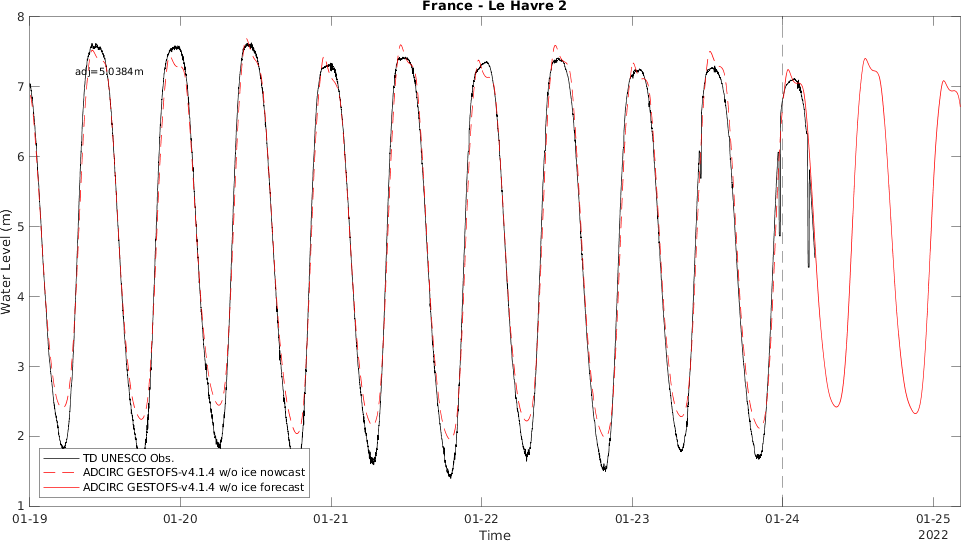 France - Le Havre 2
8
adj=5.0384m
7
6
5
4
3
2
1
Water Level (m)
TD UNESCO Obs.
ADCIRC GESTOFS-v4.1.4 w/o ice nowcast
ADCIRC GESTOFS-v4.1.4 w/o ice forecast
01-19 01-20 01-21 01-22 01-23 01-24 01-25
Time
2022